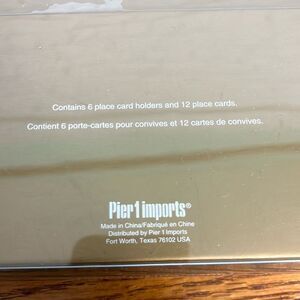 Contains 6 place card holders and 12 place cards.
Contient 6 porte-cartes pour convives et 12 cartes de convives.
Pier 1 imports®
Made in China/Fabriqué en Chine
Distributed by Pier 1 Imports
Fort Worth, Texas 76102 USA